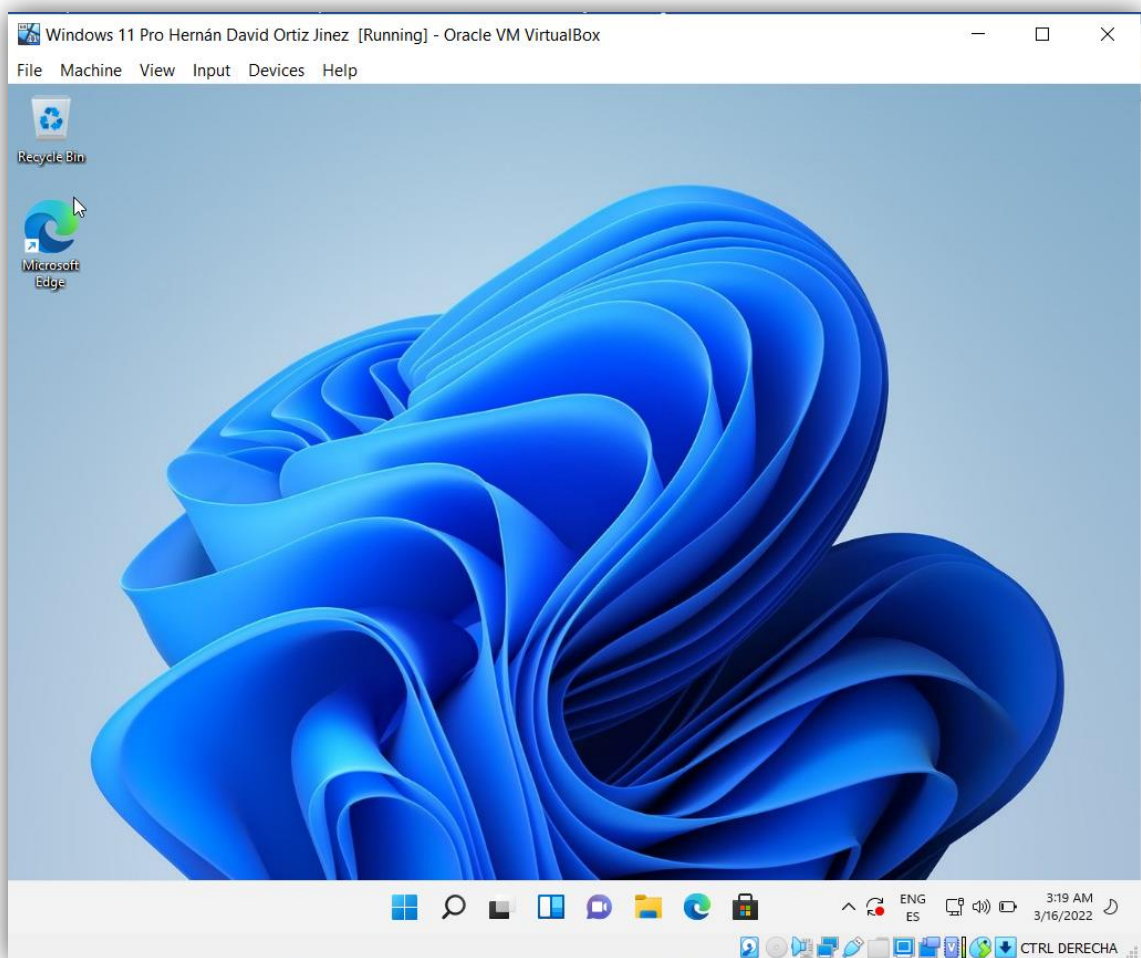 Windows 11 Pro Hernán David Ortiz Jinez [Running] - Oracle VM VirtualBox
File Machine View Input Devices Help
Recycle Bin
Microsoft
Edge
ENG
ES
3:19 AM
3/16/2022
CTRL DERECHA